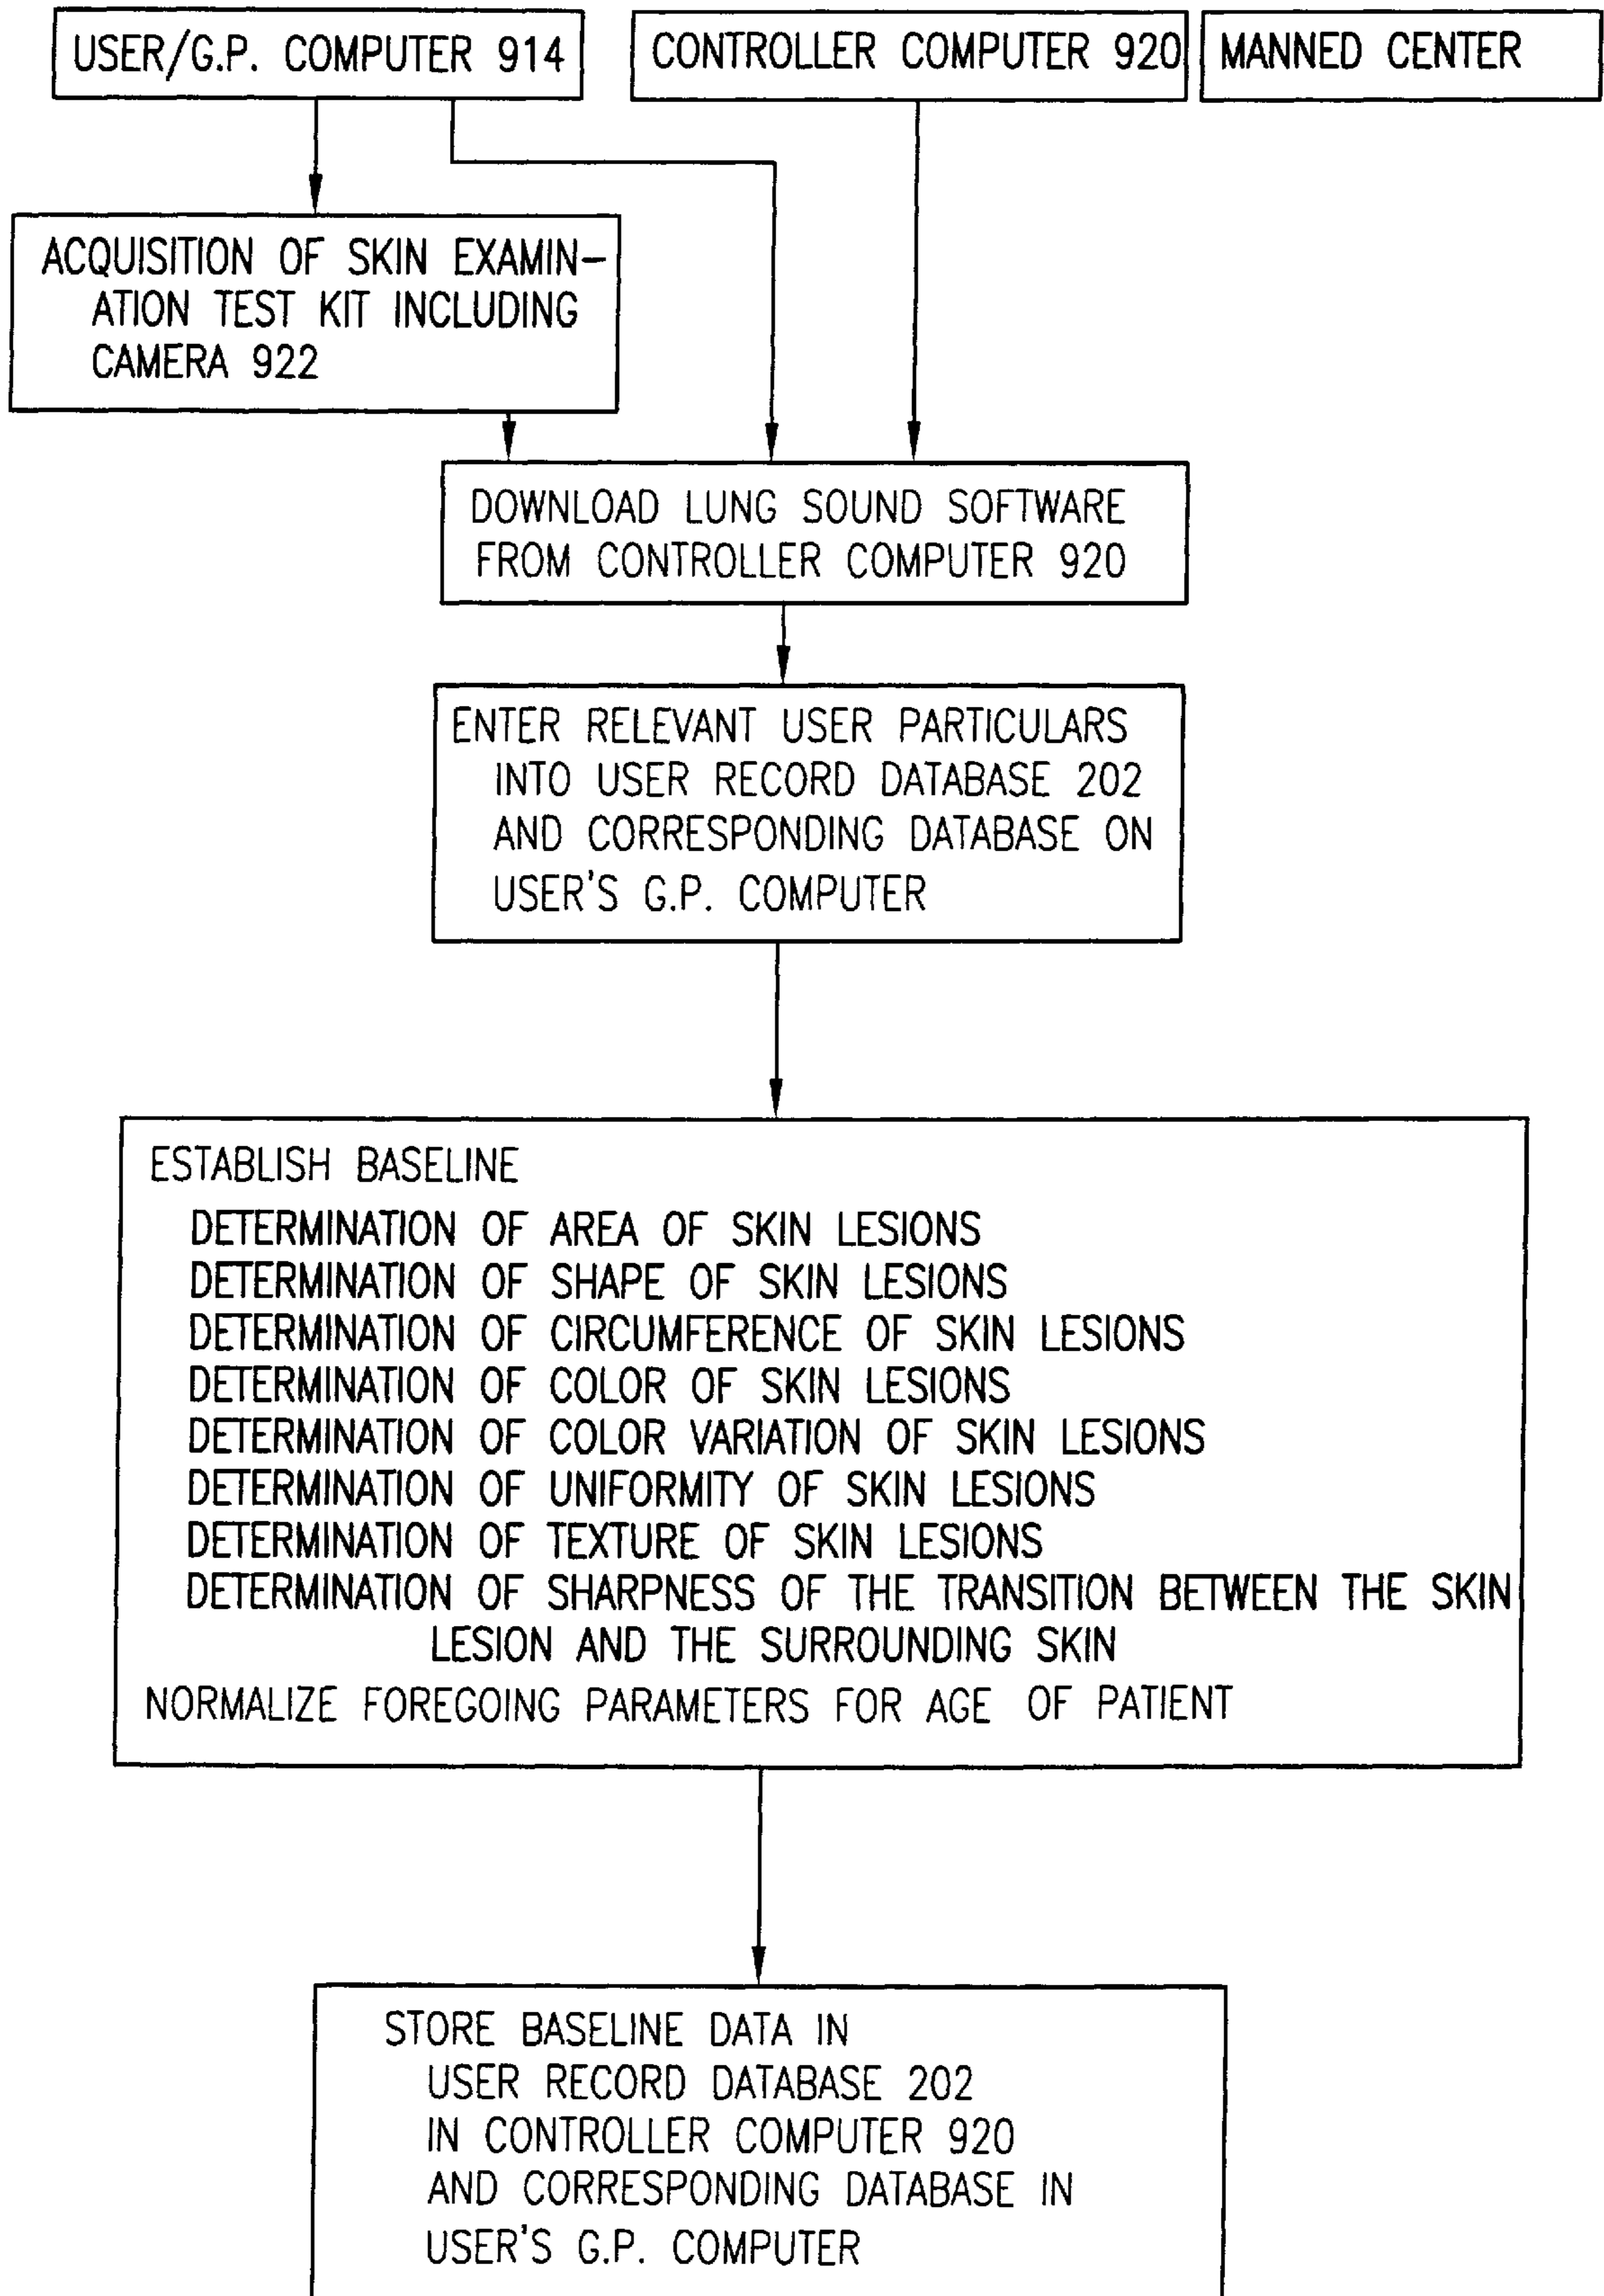 USER/G.P. COMPUTER 914
CONTROLLER COMPUTER 920
MANNED CENTER
ACQUISITION OF SKIN EXAMIN-
ATION TEST KIT INCLUDING
CAMERA 922
DOWNLOAD LUNG SOUND SOFTWARE
FROM CONTROLLER COMPUTER 920
ENTER RELEVANT USER PARTICULARS
INTO USER RECORD DATABASE 202
AND CORRESPONDING DATABASE ON
USER'S G.P. COMPUTER
ESTABLISH BASELINE
DETERMINATION OF AREA OF SKIN LESIONS
DETERMINATION OF SHAPE OF SKIN LESIONS
DETERMINATION OF CIRCUMFERENCE OF SKIN LESIONS
DETERMINATION OF COLOR OF SKIN LESIONS
DETERMINATION OF COLOR VARIATION OF SKIN LESIONS
DETERMINATION OF UNIFORMITY OF SKIN LESIONS
DETERMINATION OF TEXTURE OF SKIN LESIONS
DETERMINATION OF SHARPNESS OF THE TRANSITION BETWEEN THE SKIN
LESION AND THE SURROUNDING SKIN
NORMALIZE FOREGOING PARAMETERS FOR AGE OF PATIENT
STORE BASELINE DATA IN
USER RECORD DATABASE 202
IN CONTROLLER COMPUTER 920
AND CORRESPONDING DATABASE IN
USER'S G.P. COMPUTER